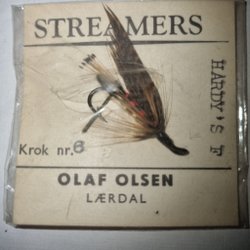 STREAMERS
HARDY'S F
Krok nr. 6
OLAF OLSEN
LÆRDAL